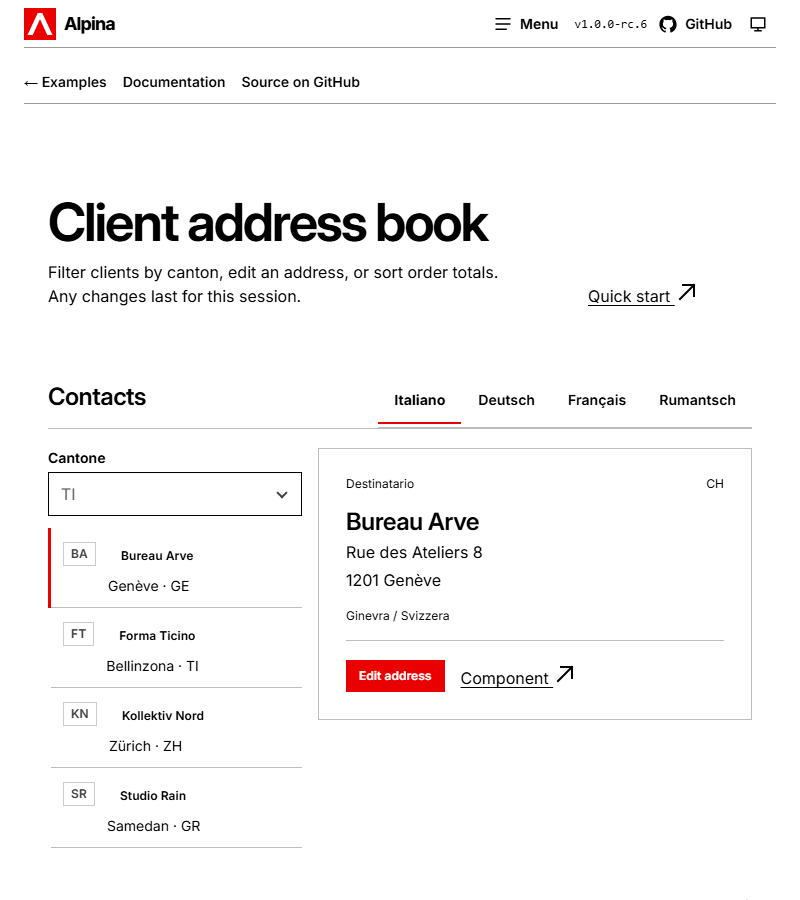 Alpina
Menu
v1.0.0-rc.6
GitHub
← Examples
Documentation
Source on GitHub
Client address book
Filter clients by canton, edit an address, or sort order totals.
Any changes last for this session.
Quick start
Contacts
Italiano
Deutsch
Français
Rumantsch
Cantone
TI
BA
Bureau Arve
Genève · GE
FT
Forma Ticino
Bellinzona · TI
KN
Kollektiv Nord
Zürich · ZH
SR
Studio Rain
Samedan · GR
Destinatario
CH
Bureau Arve
Rue des Ateliers 8
1201 Genève
Ginevra / Svizzera
Edit address
Component